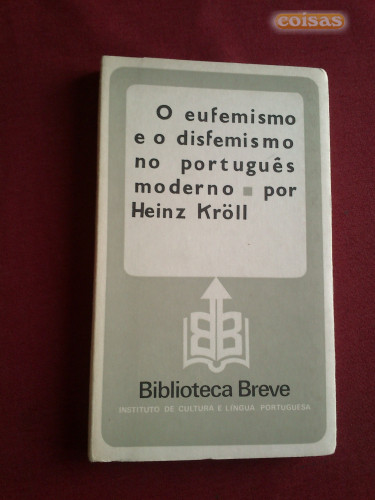 coisas
O eufemismo
e o disfemismo
no português
moderno ■ por
Heinz Kröll
BB
Biblioteca Breve
INSTITUTO DE CULTURA E LÍNGUA PORTUGUESA